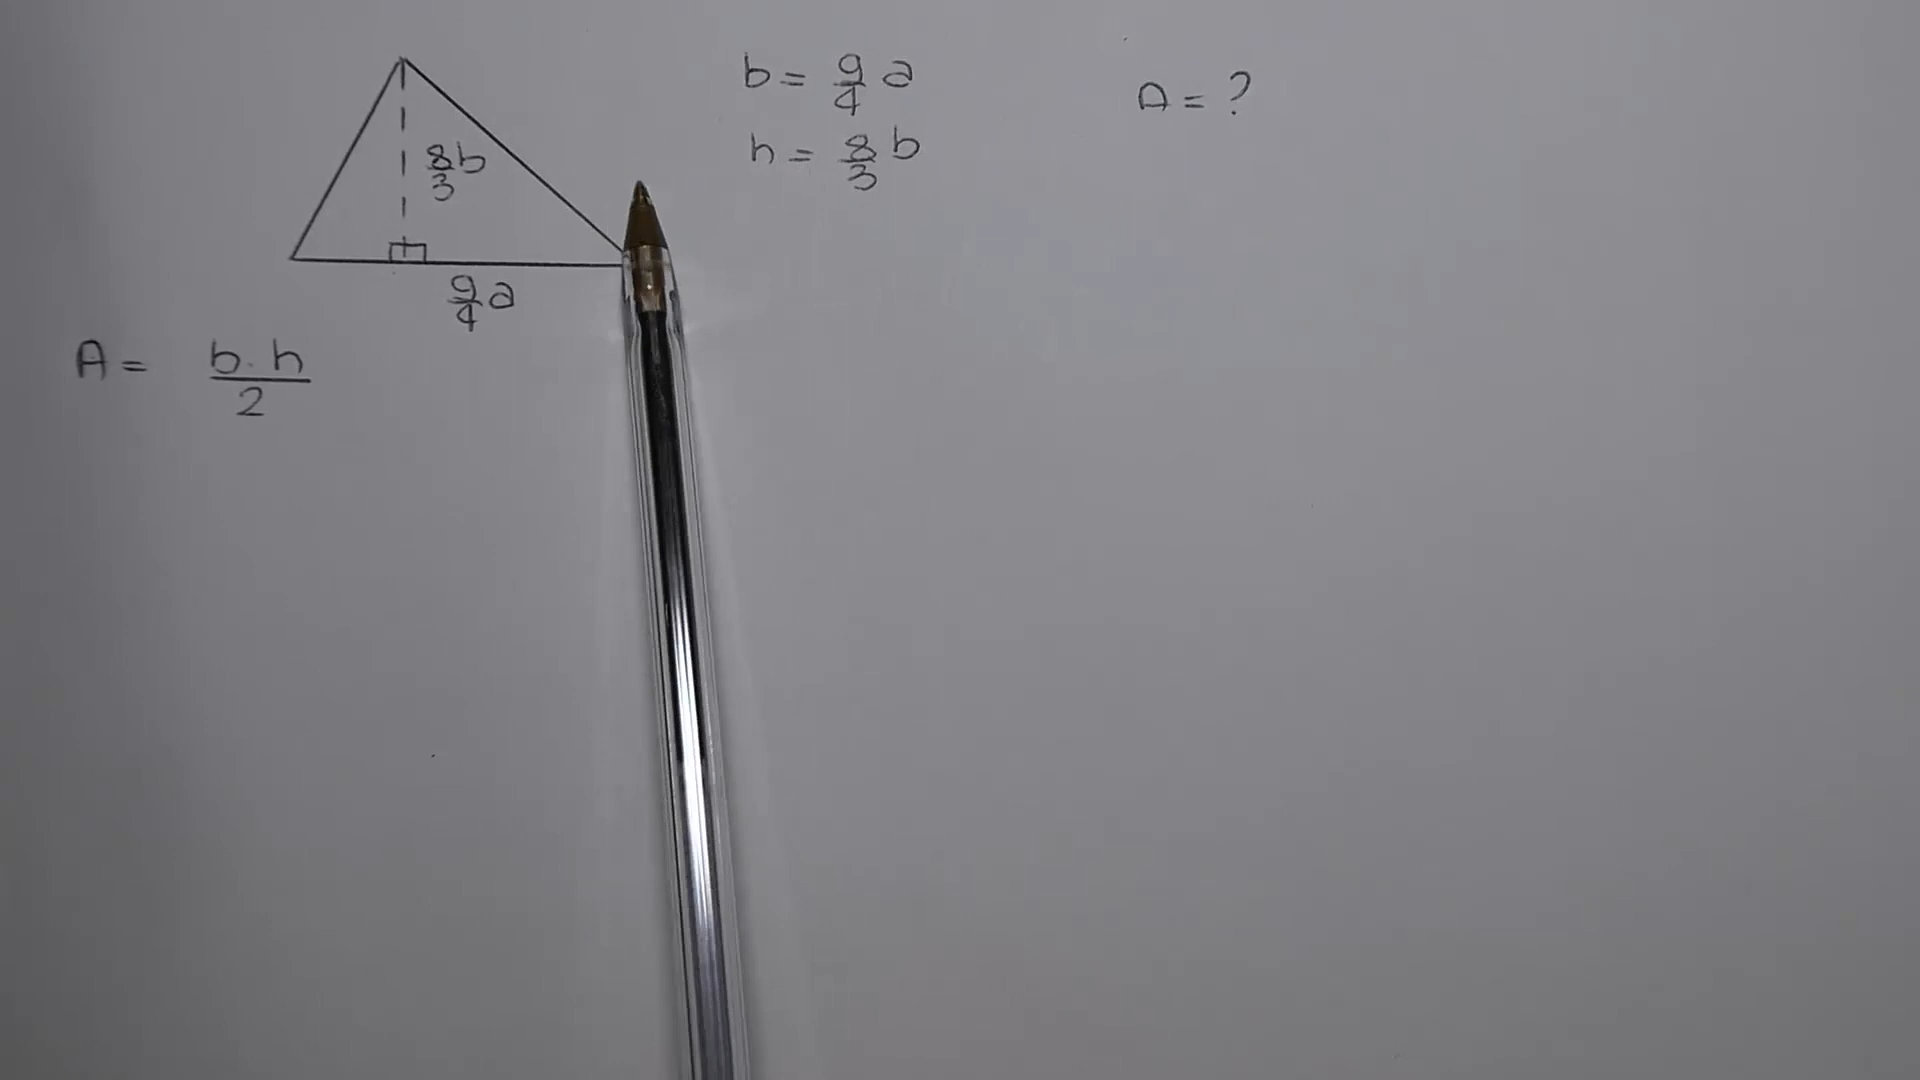 b = 9/4 a
A = ?
h = 8/3 b
8/3 b
9/4 a
A = b . h / 2